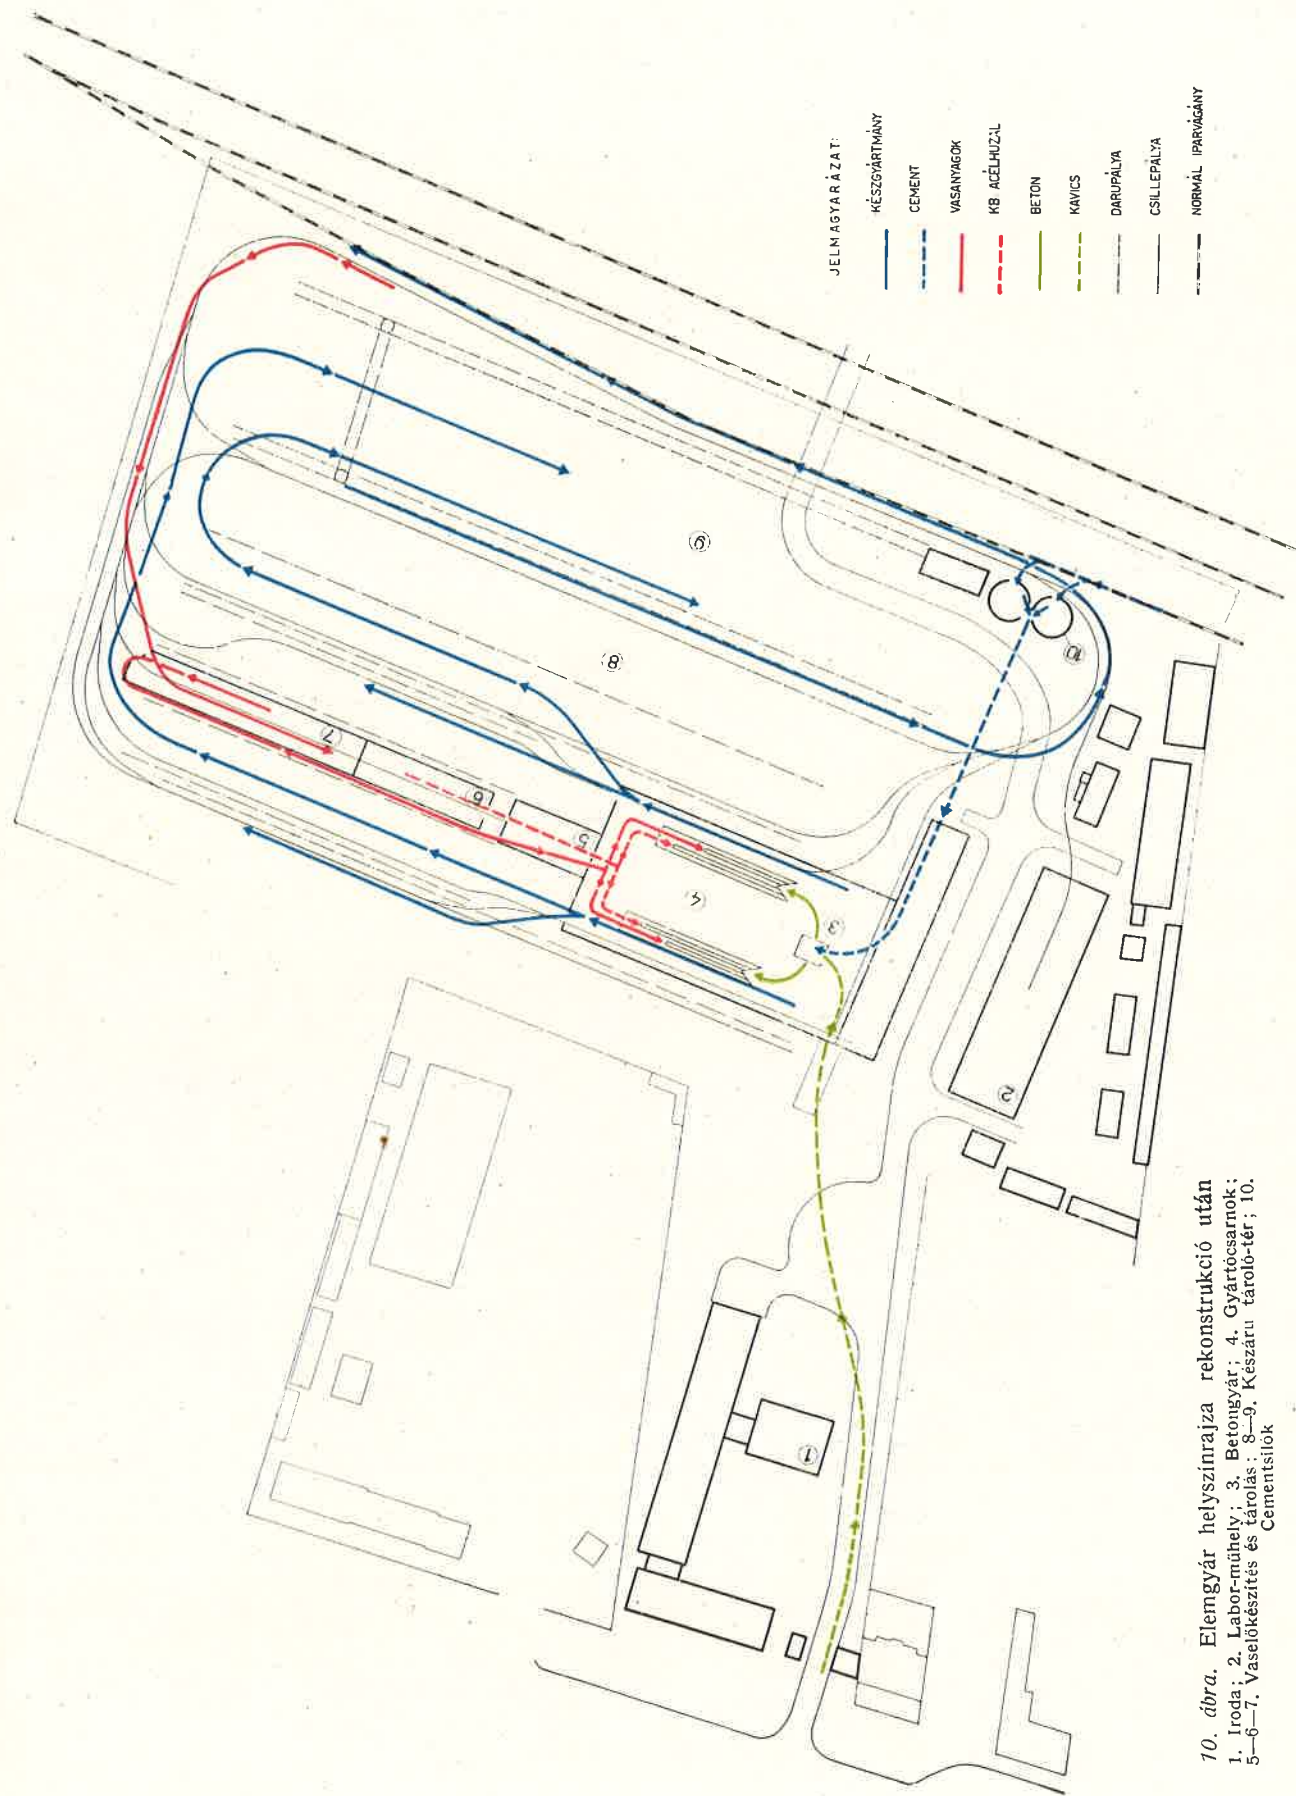 JELMAGYARÁZAT:
KÉSZGYÁRTMÁNY
CEMENT
VASANYAGOK
KB. ACÉLHUZAL
BETON
KAVICS
DARUPÁLYA
CSILLEPÁLYA
NORMÁL IPARVÁGÁNY
1
2
3
4
5
6
7
8
9
10
10. ábra. Elemgyár helyszínrajza rekonstrukció után
1. Iroda; 2. Labor-műhely; 3. Betongyár; 4. Gyártócsarnok;
5—6—7. Vaselőkészítés és tárolás; 8—9. Készáru tároló-tér; 10.
Cementsilók